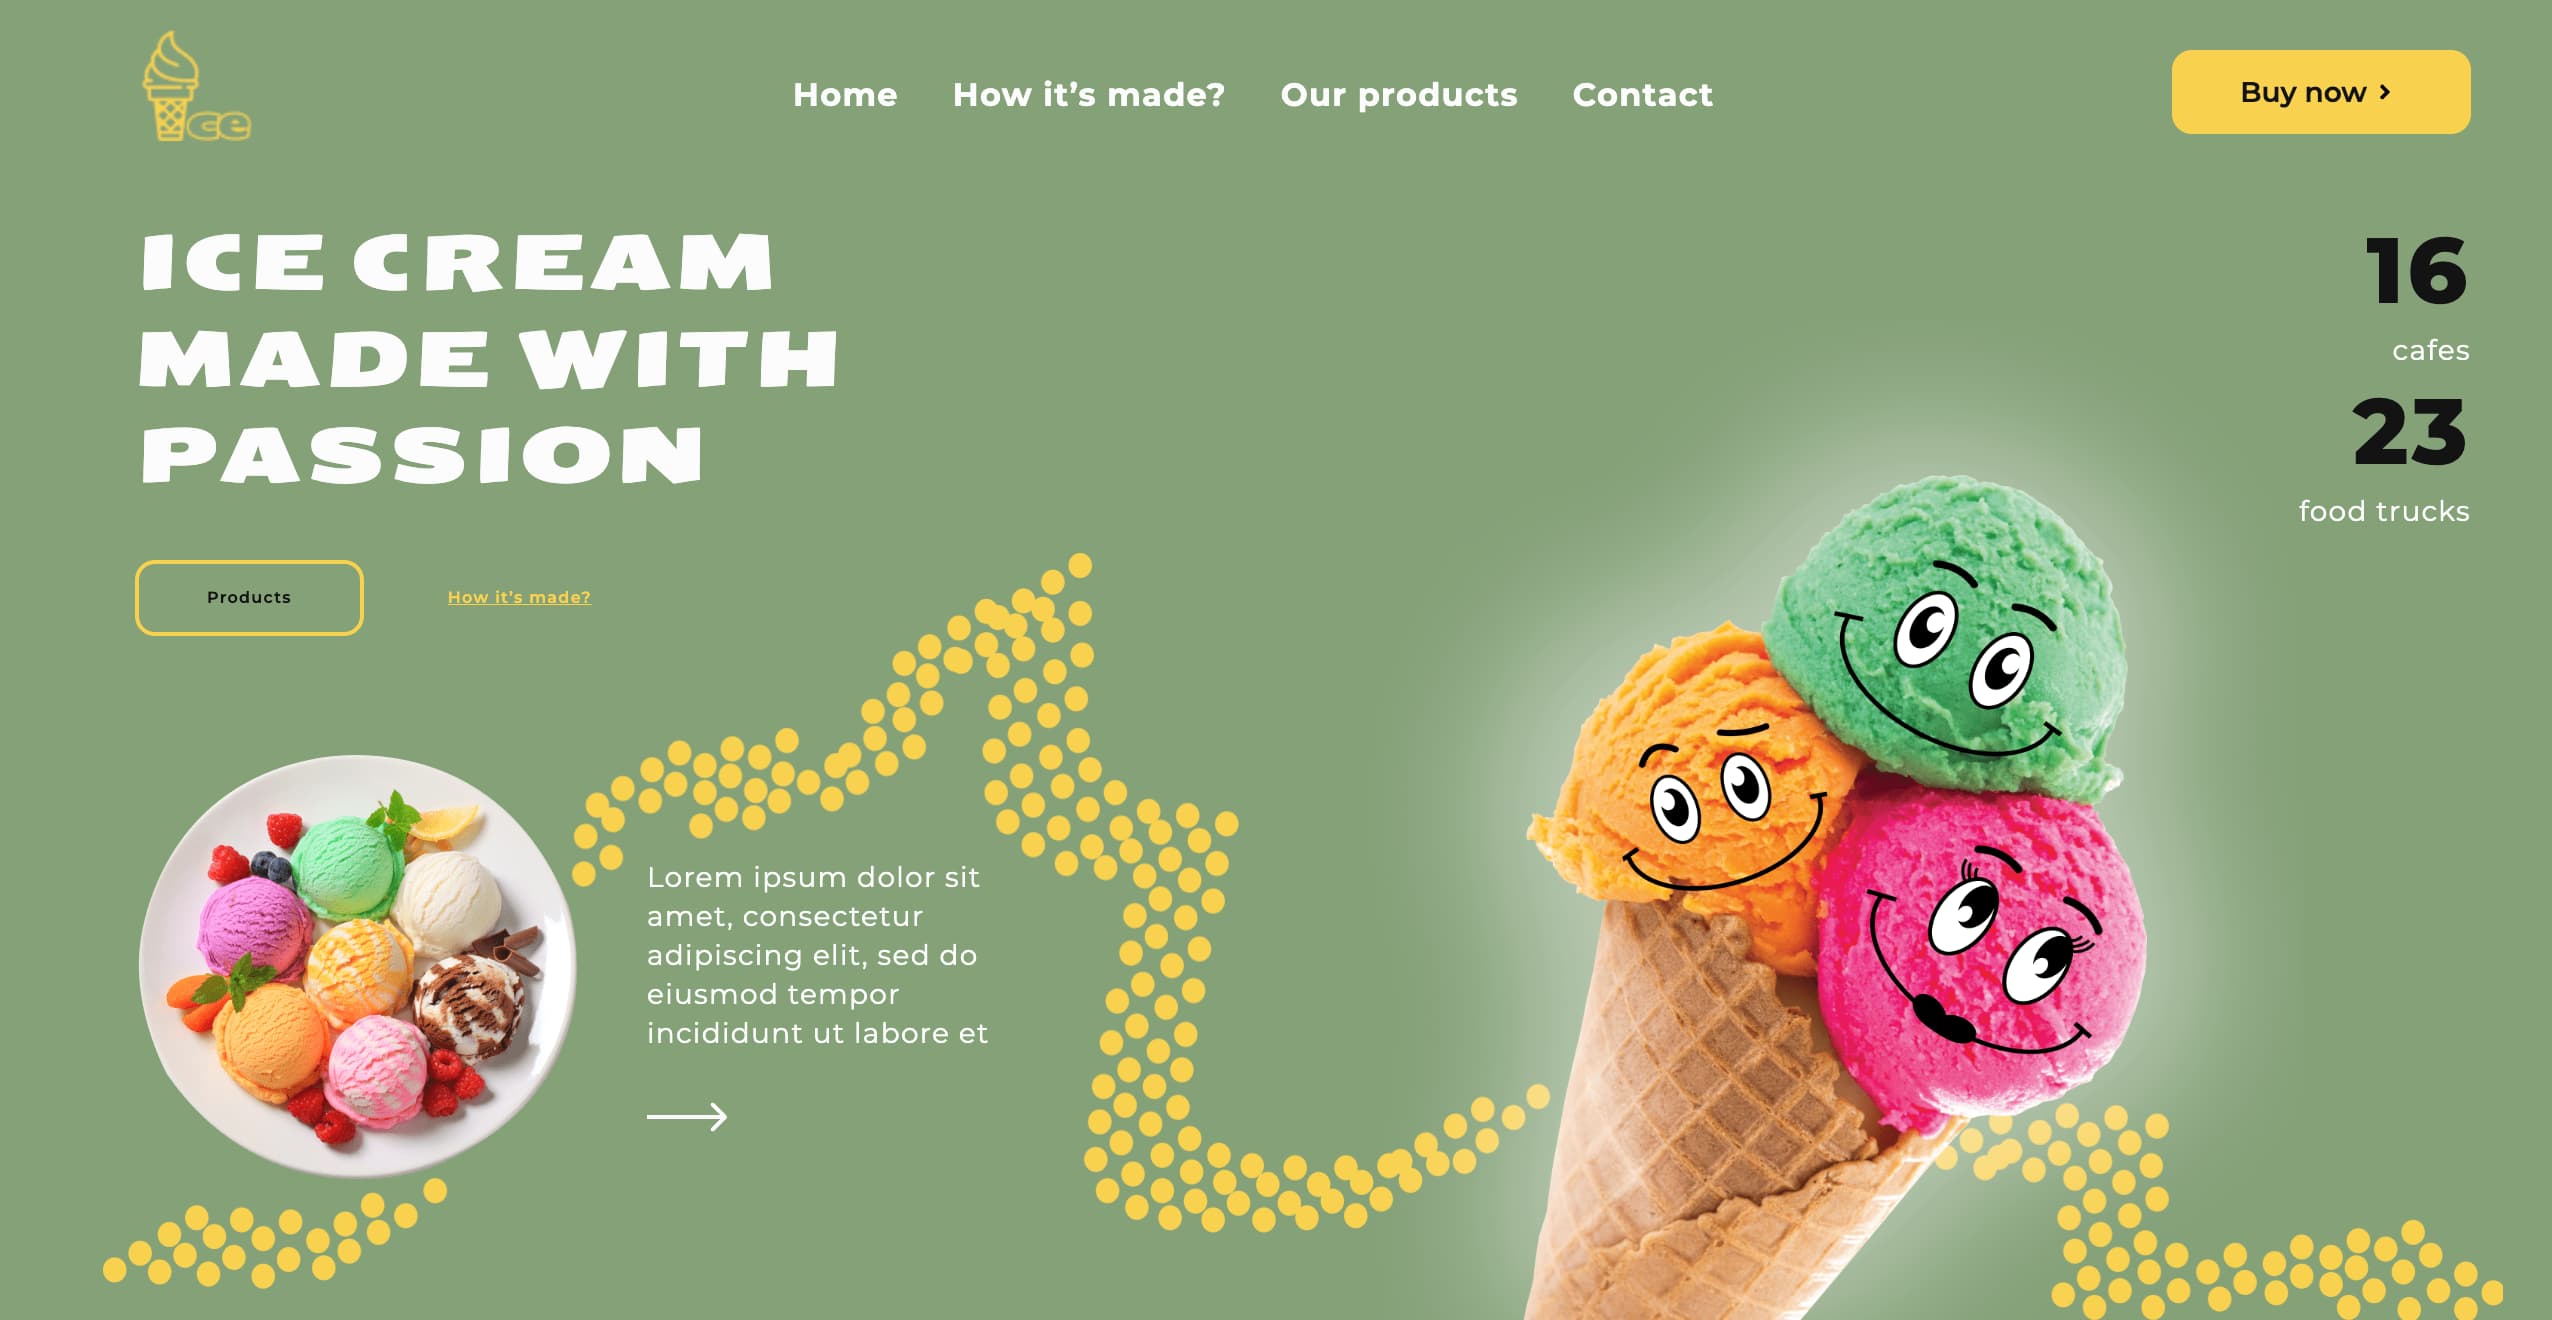 ce
Home How it's made? Our products Contact
Buy now
ICE CREAM
MADE WITH
PASSION
16
cafes
23
food trucks
Products How it's made?
Lorem ipsum dolor sit
amet, consectetur
adipiscing elit, sed do
eiusmod tempor
incididunt ut labore et